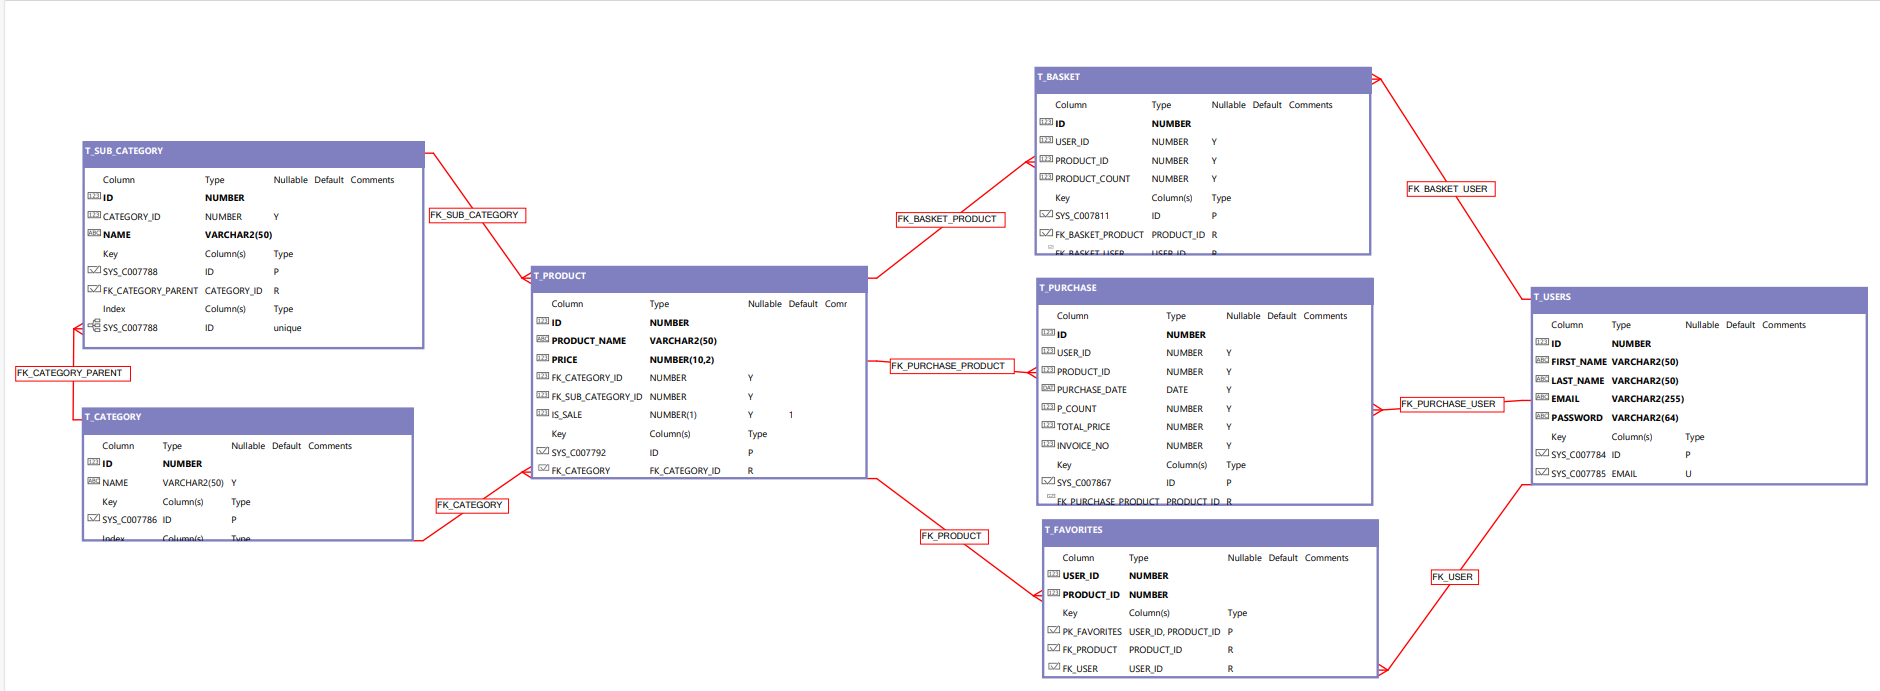 T_SUB_CATEGORY
Column Type Nullable Default Comments
ID NUMBER
CATEGORY_ID NUMBER Y
NAME VARCHAR2(50)
Key Column(s) Type
SYS_C007788 ID P
FK_CATEGORY_PARENT CATEGORY_ID R
Index Column(s) Type
SYS_C007788 ID unique
FK_CATEGORY_PARENT
T_CATEGORY
Column Type Nullable Default Comments
ID NUMBER
NAME VARCHAR2(50) Y
Key Column(s) Type
SYS_C007786 ID P
Index Column(s) Type
FK_SUB_CATEGORY
FK_CATEGORY
T_PRODUCT
Column Type Nullable Default Comr
ID NUMBER
PRODUCT_NAME VARCHAR2(50)
PRICE NUMBER(10,2)
FK_CATEGORY_ID NUMBER Y
FK_SUB_CATEGORY_ID NUMBER Y
IS_SALE NUMBER(1) Y 1
Key Column(s) Type
SYS_C007792 ID P
FK_CATEGORY FK_CATEGORY_ID R
FK_BASKET_PRODUCT
FK_PURCHASE_PRODUCT
FK_PRODUCT
T_BASKET
Column Type Nullable Default Comments
ID NUMBER
USER_ID NUMBER Y
PRODUCT_ID NUMBER Y
PRODUCT_COUNT NUMBER Y
Key Column(s) Type
SYS_C007811 ID P
FK_BASKET_PRODUCT PRODUCT_ID R
FK_BASKET_USER USER_ID R
T_PURCHASE
Column Type Nullable Default Comments
ID NUMBER
USER_ID NUMBER Y
PRODUCT_ID NUMBER Y
PURCHASE_DATE DATE Y
P_COUNT NUMBER Y
TOTAL_PRICE NUMBER Y
INVOICE_NO NUMBER Y
Key Column(s) Type
SYS_C007867 ID P
FK_PURCHASE_PRODUCT PRODUCT_ID R
T_FAVORITES
Column Type Nullable Default Comments
USER_ID NUMBER
PRODUCT_ID NUMBER
Key Column(s) Type
PK_FAVORITES USER_ID, PRODUCT_ID P
FK_PRODUCT PRODUCT_ID R
FK_USER USER_ID R
FK_BASKET_USER
FK_PURCHASE_USER
FK_USER
T_USERS
Column Type Nullable Default Comments
ID NUMBER
FIRST_NAME VARCHAR2(50)
LAST_NAME VARCHAR2(50)
EMAIL VARCHAR2(255)
PASSWORD VARCHAR2(64)
Key Column(s) Type
SYS_C007784 ID P
SYS_C007785 EMAIL U